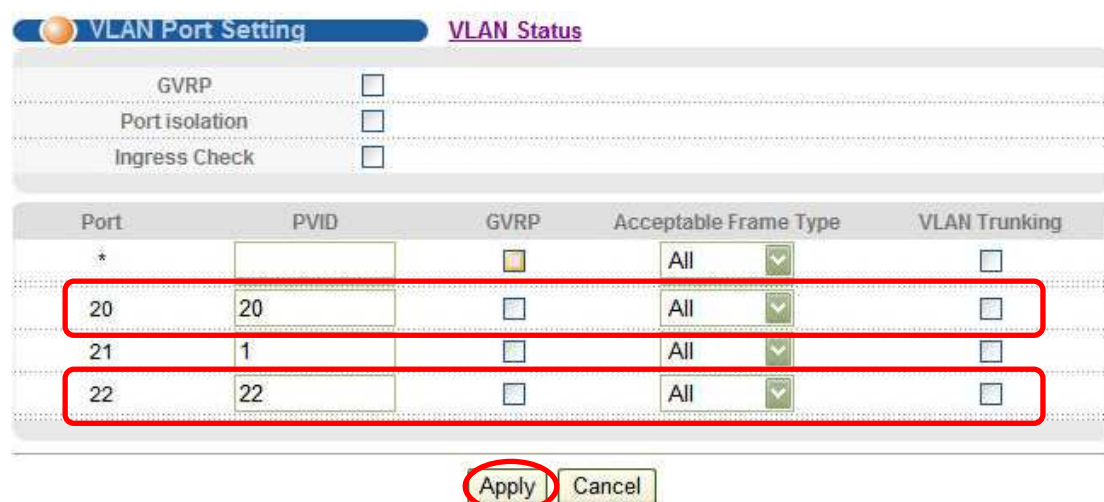 VLAN Port Setting VLAN Status
GVRP
Port isolation
Ingress Check
Port PVID GVRP Acceptable Frame Type VLAN Trunking
* All
20 20 All
21 1 All
22 22 All
Apply Cancel